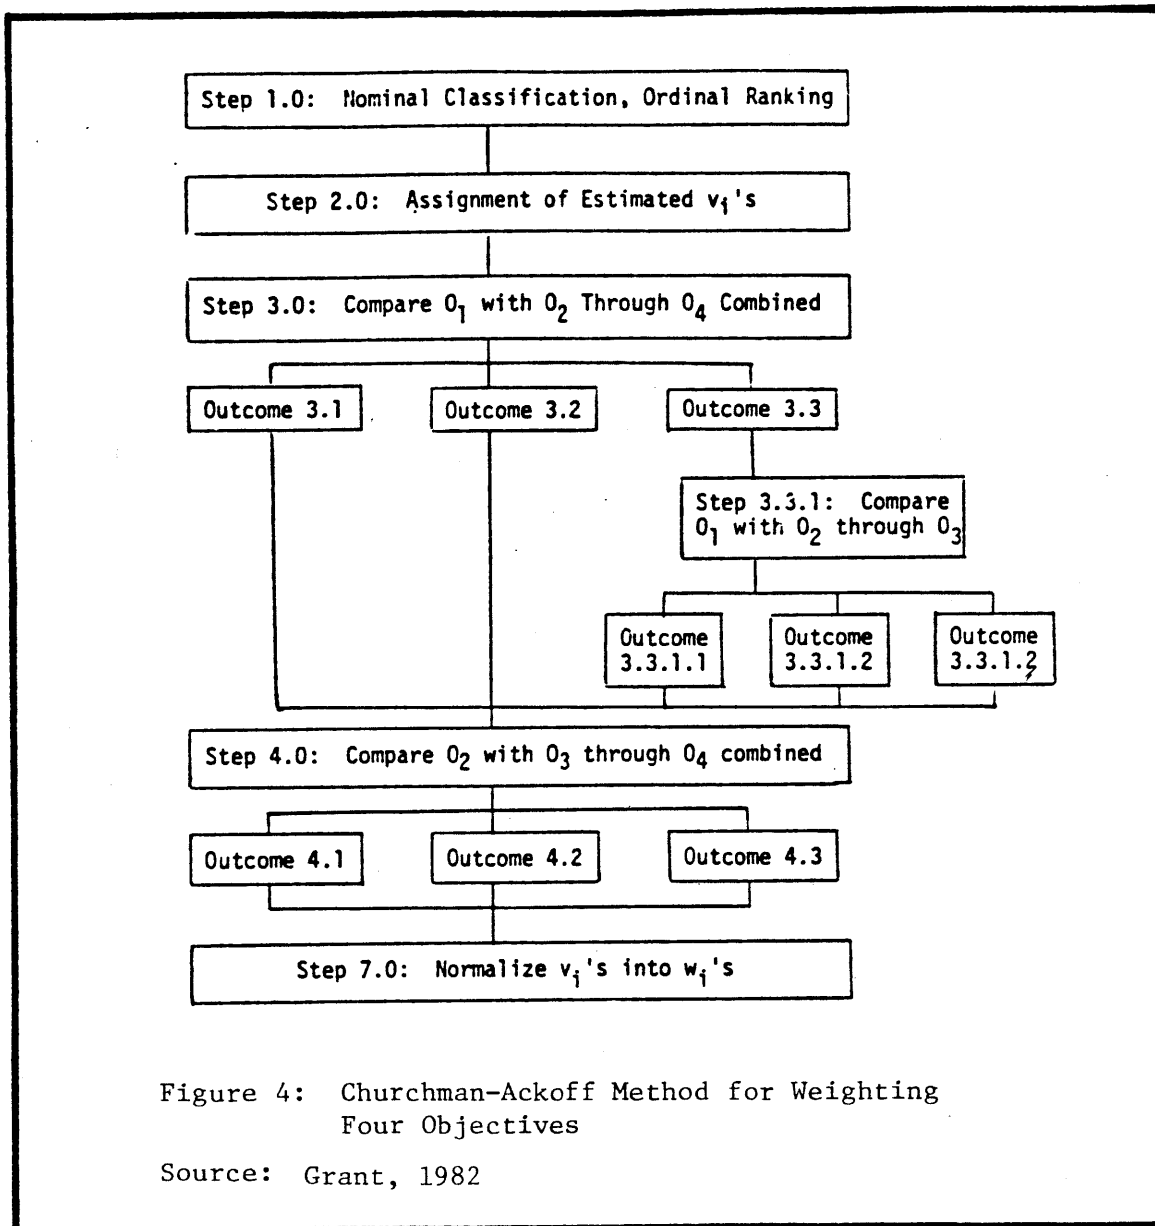 Step 1.0: Nominal Classification, Ordinal Ranking
Step 2.0: Assignment of Estimated vi's
Step 3.0: Compare O1 with O2 Through O4 Combined
Outcome 3.1
Outcome 3.2
Outcome 3.3
Step 3.3.1: Compare
O1 with O2 through O3
Outcome
3.3.1.1
Outcome
3.3.1.2
Outcome
3.3.1.2
Step 4.0: Compare O2 with O3 through O4 combined
Outcome 4.1
Outcome 4.2
Outcome 4.3
Step 7.0: Normalize vi's into wi's
Figure 4: Churchman-Ackoff Method for Weighting
Four Objectives
Source: Grant, 1982